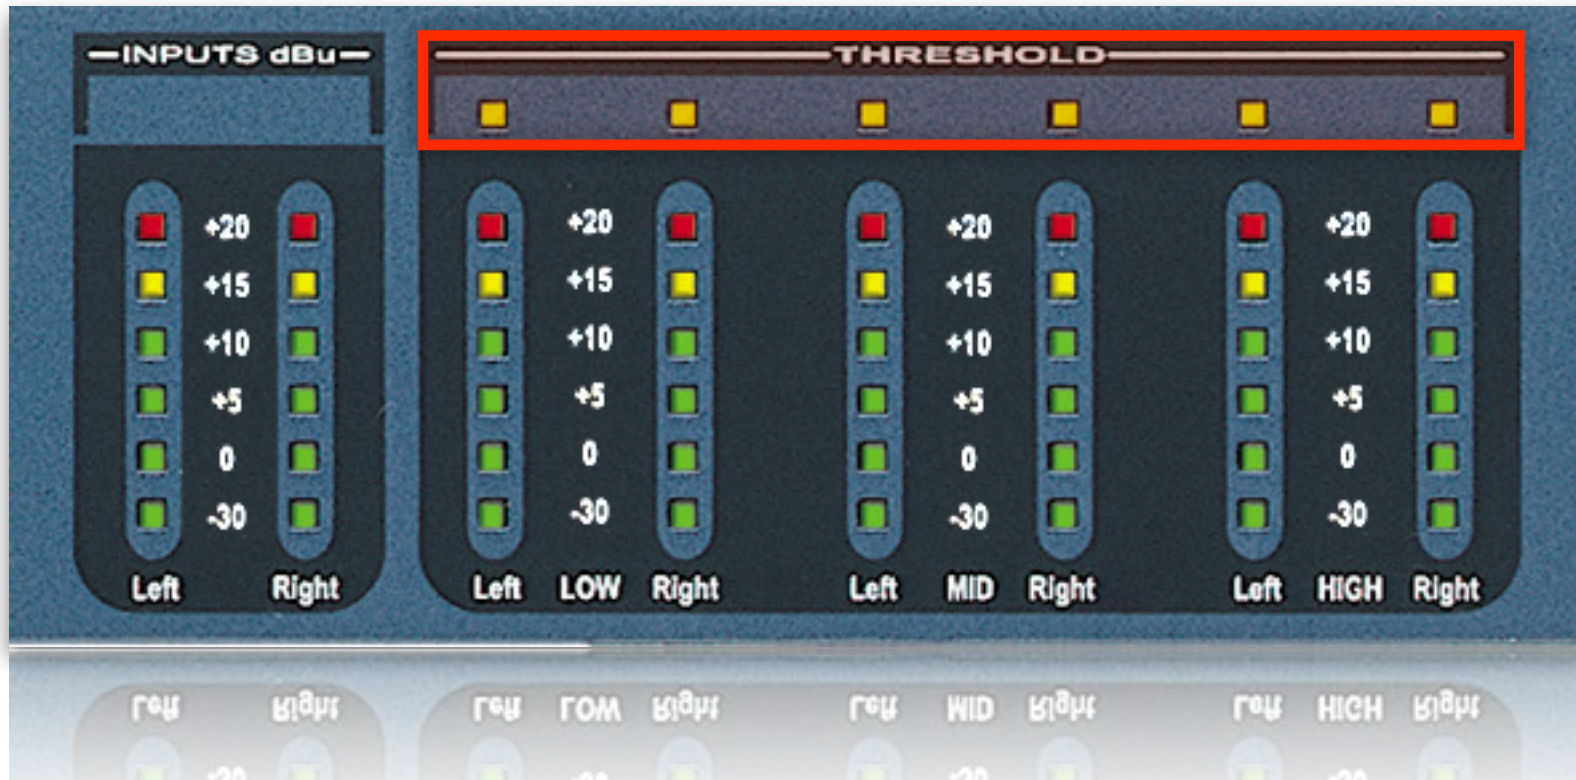 INPUTS dBu
THRESHOLD
+20 +20 +20 +20
+15 +15 +15 +15
+10 +10 +10 +10
+5 +5 +5 +5
0 0 0 0
-30 -30 -30 -30
Left Right Left LOW Right Left MID Right Left HIGH Right